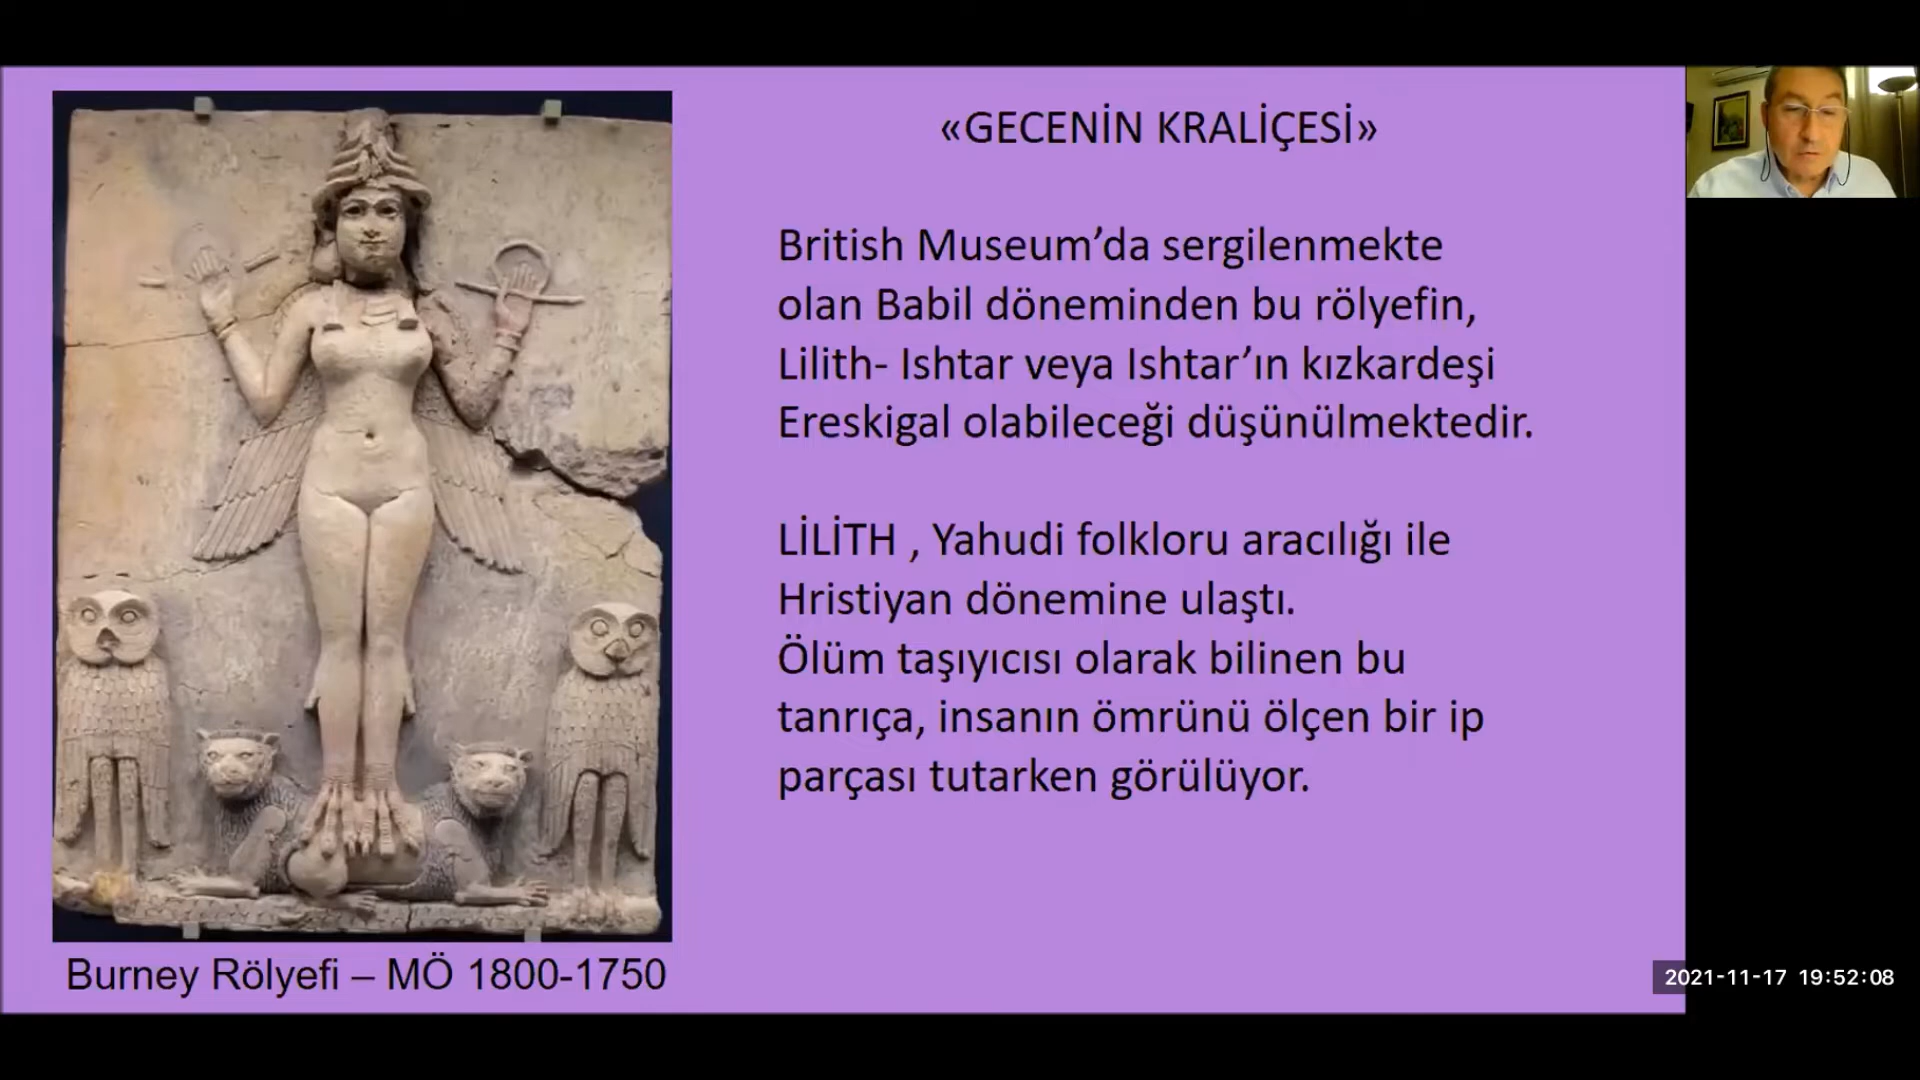 «GECENİN KRALİÇESİ»
British Museum’da sergilenmekte
olan Babil döneminden bu rölyefin,
Lilith- Ishtar veya Ishtar’ın kızkardeşi
Ereskigal olabileceği düşünülmektedir.
LİLİTH , Yahudi folkloru aracılığı ile
Hristiyan dönemine ulaştı.
Ölüm taşıyıcısı olarak bilinen bu
tanrıça, insanın ömrünü ölçen bir ip
parçası tutarken görülüyor.
Burney Rölyefi – MÖ 1800-1750
2021-11-17 19:52:08